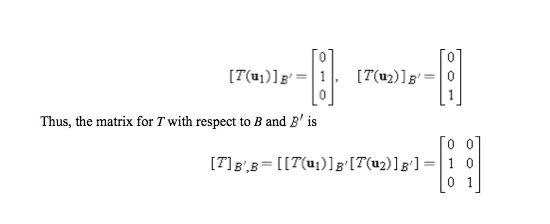 [T(u₁)]B′ = [0 1 0], [T(u₂)]B′ = [0 0 1]
Thus, the matrix for T with respect to B and B′ is
[T]B′,B = [[T(u₁)]B′[T(u₂)]B′] = [0 0 1 0 0 1]